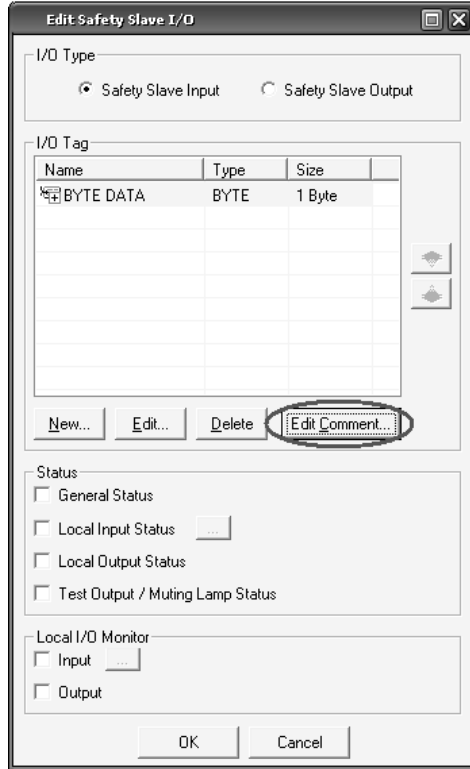 Edit Safety Slave I/O
I/O Type
Safety Slave Input Safety Slave Output
I/O Tag
Name Type Size
BYTE DATA BYTE 1 Byte
New... Edit... Delete Edit Comment...
Status
General Status
Local Input Status ...
Local Output Status
Test Output / Muting Lamp Status
Local I/O Monitor
Input ...
Output
OK Cancel